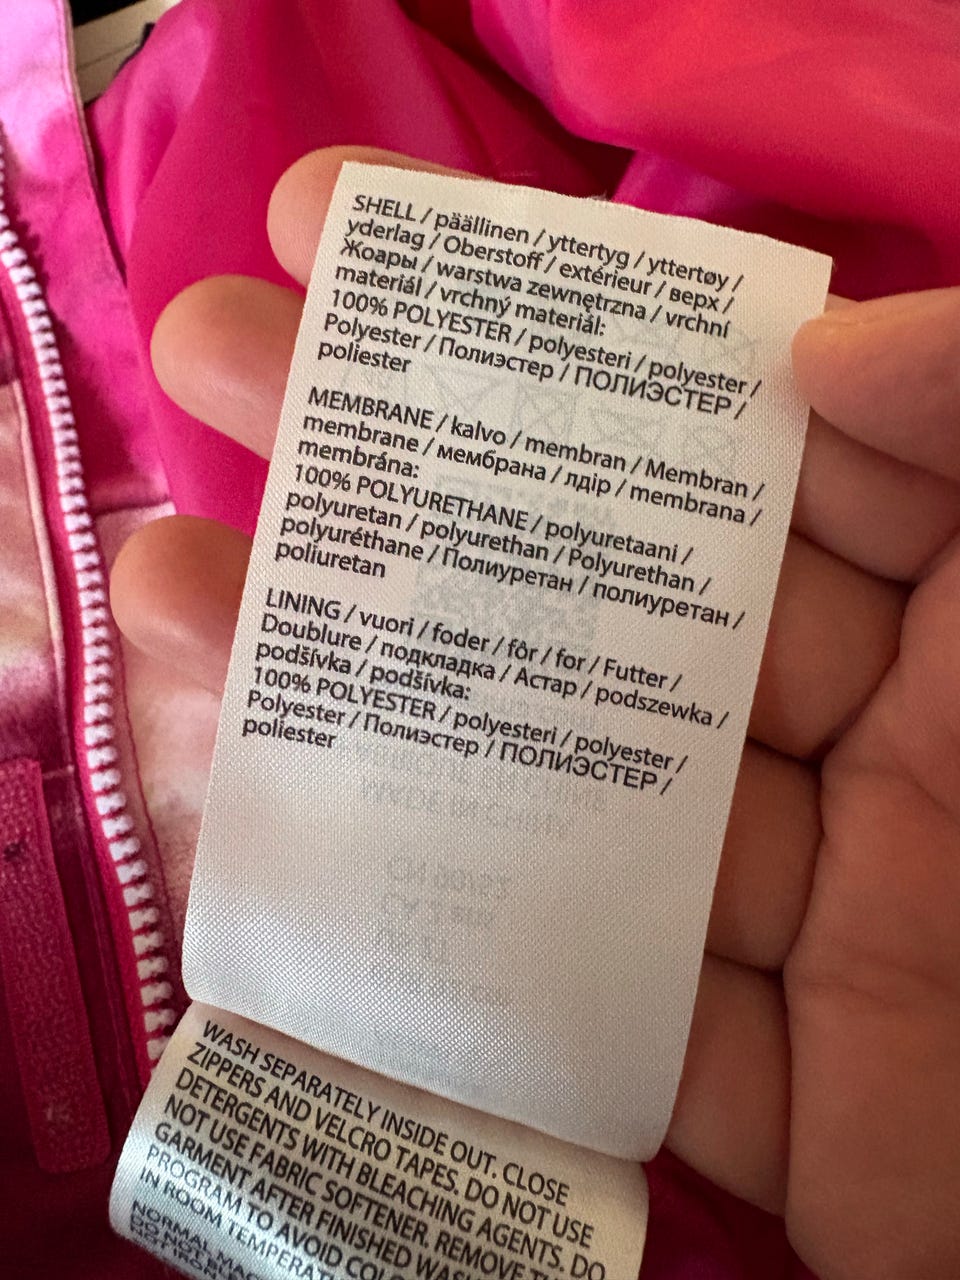 SHELL / päällinen / yttertyg / yttertøy /
yderlag / Oberstoff / extérieur / верх /
Жоары / warstwa zewnętrzna / vrchní
materiál / vrchný materiál:
100% POLYESTER / polyesteri / polyester /
Polyester / Полиэстер / ПОЛИЭСТЕР /
poliester
MEMBRANE / kalvo / membran / Membran /
membrane / мембрана / лдір / membrana /
membrána:
100% POLYURETHANE / polyuretaani /
polyuretan / polyurethan / Polyurethan /
polyuréthane / Полиуретан / полиуретан /
poliuretan
LINING / vuori / foder / fôr / for / Futter /
Doublure / подкладка / Астар / podszewka /
podšívka / podšívka:
100% POLYESTER / polyesteri / polyester /
Polyester / Полиэстер / ПОЛИЭСТЕР /
poliester
WASH SEPARATELY INSIDE OUT. CLOSE
ZIPPERS AND VELCRO TAPES. DO NOT USE
DETERGENTS WITH BLEACHING AGENTS. DO
NOT USE FABRIC SOFTENER. REMOVE
GARMENT AFTER FINISHED
PROGRAM TO AVOID
IN ROOM
NORMAL
DO NOT